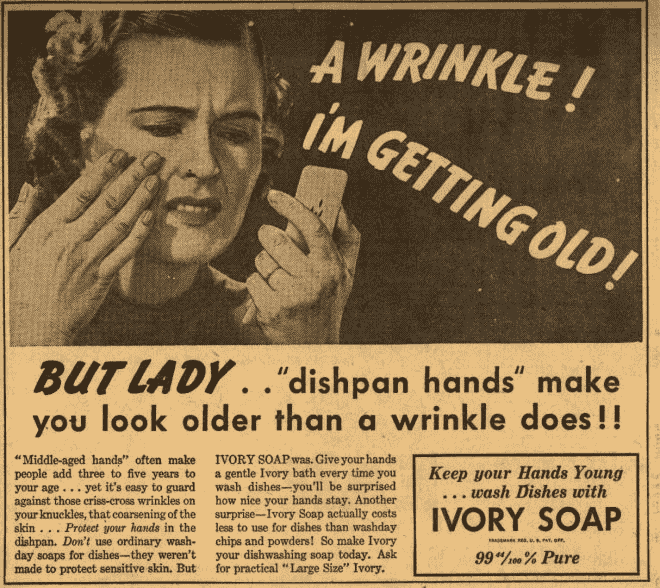 A WRINKLE!
I'M GETTING OLD!
BUT LADY . . "dishpan hands" make
you look older than a wrinkle does!!
"Middle-aged hands" often make
people add three to five years to
your age . . . yet it's easy to guard
against those criss-cross wrinkles on
your knuckles, that coarsening of the
skin . . . Protect your hands in the
dishpan. Don't use ordinary wash-
day soaps for dishes—they weren't
made to protect sensitive skin. But
IVORY SOAP was. Give your hands
a gentle Ivory bath every time you
wash dishes—you'll be surprised
how nice your hands stay. Another
surprise—Ivory Soap actually costs
less to use for dishes than washday
chips and powders! So make Ivory
your dishwashing soap today. Ask
for practical "Large Size" Ivory.
Keep your Hands Young
. . . wash Dishes with
IVORY SOAP
TRADEMARK REG. U. S. PAT. OFF.
99 44/100 % Pure